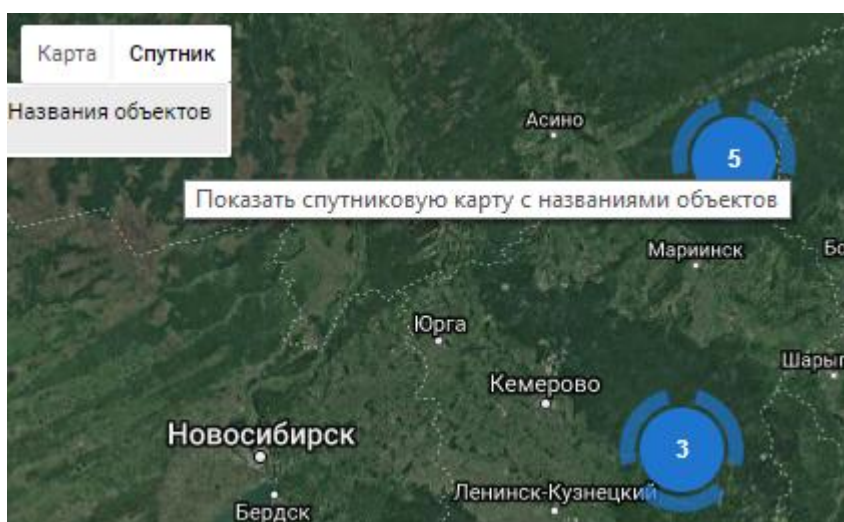 Карта Спутник
Названия объектов
Асино
5
Показать спутниковую карту с названиями объектов
Мариинск
Юрга
Кемерово
Новосибирск
3
Ленинск-Кузнецкий
Бердск